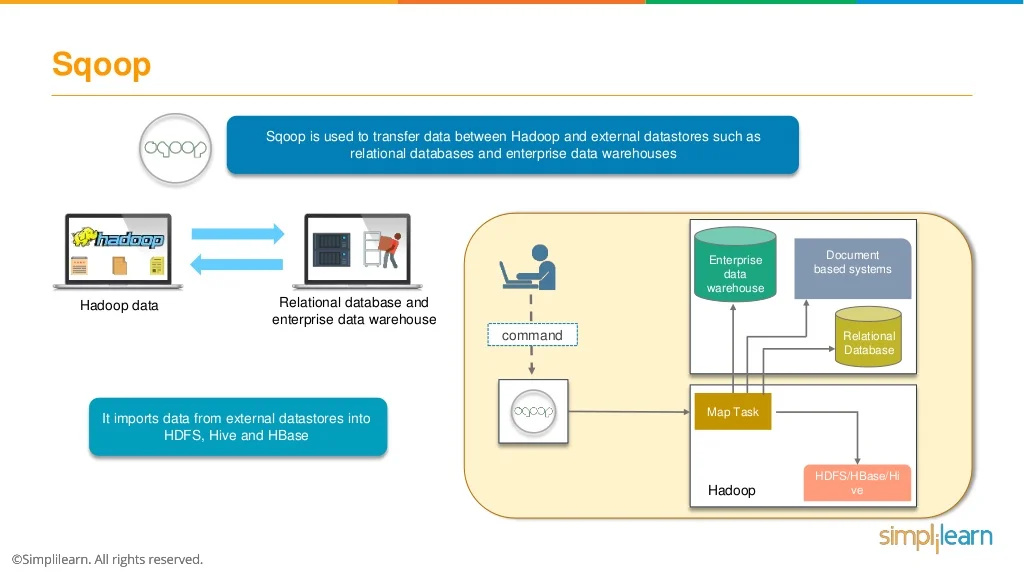 Sqoop
sqoop
Sqoop is used to transfer data between Hadoop and external datastores such as
relational databases and enterprise data warehouses
hadoop
Hadoop data
Relational database and
enterprise data warehouse
It imports data from external datastores into
HDFS, Hive and HBase
command
sqoop
Enterprise
data
warehouse
Document
based systems
Relational
Database
Map Task
HDFS/HBase/Hi
ve
Hadoop
simplilearn
©Simplilearn. All rights reserved.